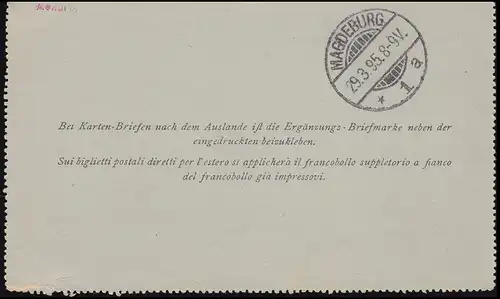 MAGDEBURG
29.3.95.8-9V.
* 1. a
Bei Karten-Briefen nach dem Auslande ist die Ergänzungs-Briefmarke neben der
eingedruckten beizukleben.
Sui biglietti postali diretti per l'estero si applicherà il francobollo suppletorio a fianco
del francobollo già impressovi.